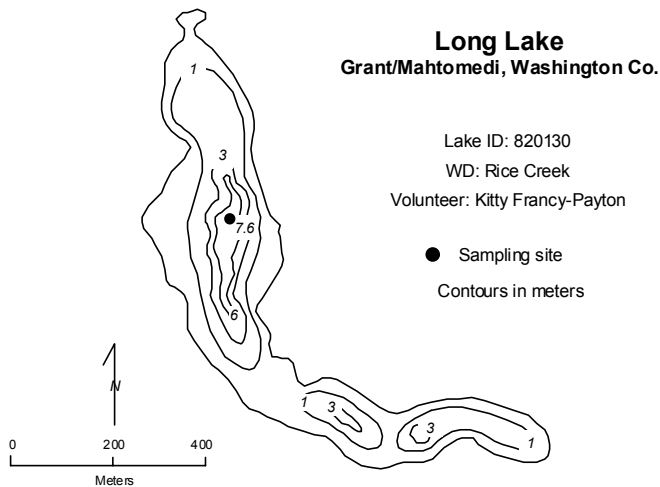 Long Lake
Grant/Mahtomedi, Washington Co.
Lake ID: 820130
WD: Rice Creek
Volunteer: Kitty Francy-Payton
Sampling site
Contours in meters
1
3
7.6
6
1
3
3
1
N
0 200 400
Meters